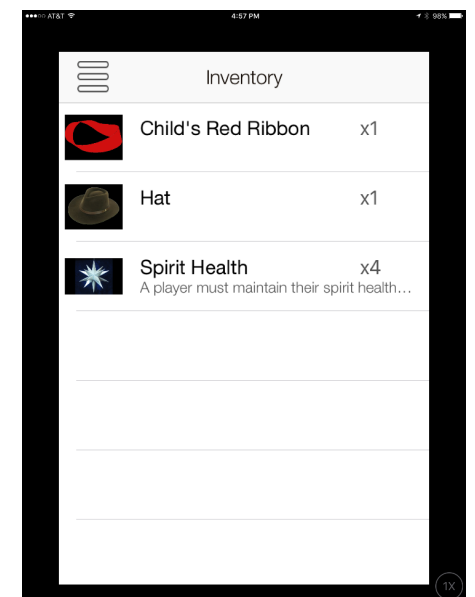 AT&T 4:57 PM 98%
Inventory
Child's Red Ribbon x1
Hat x1
Spirit Health x4
A player must maintain their spirit health...
1X